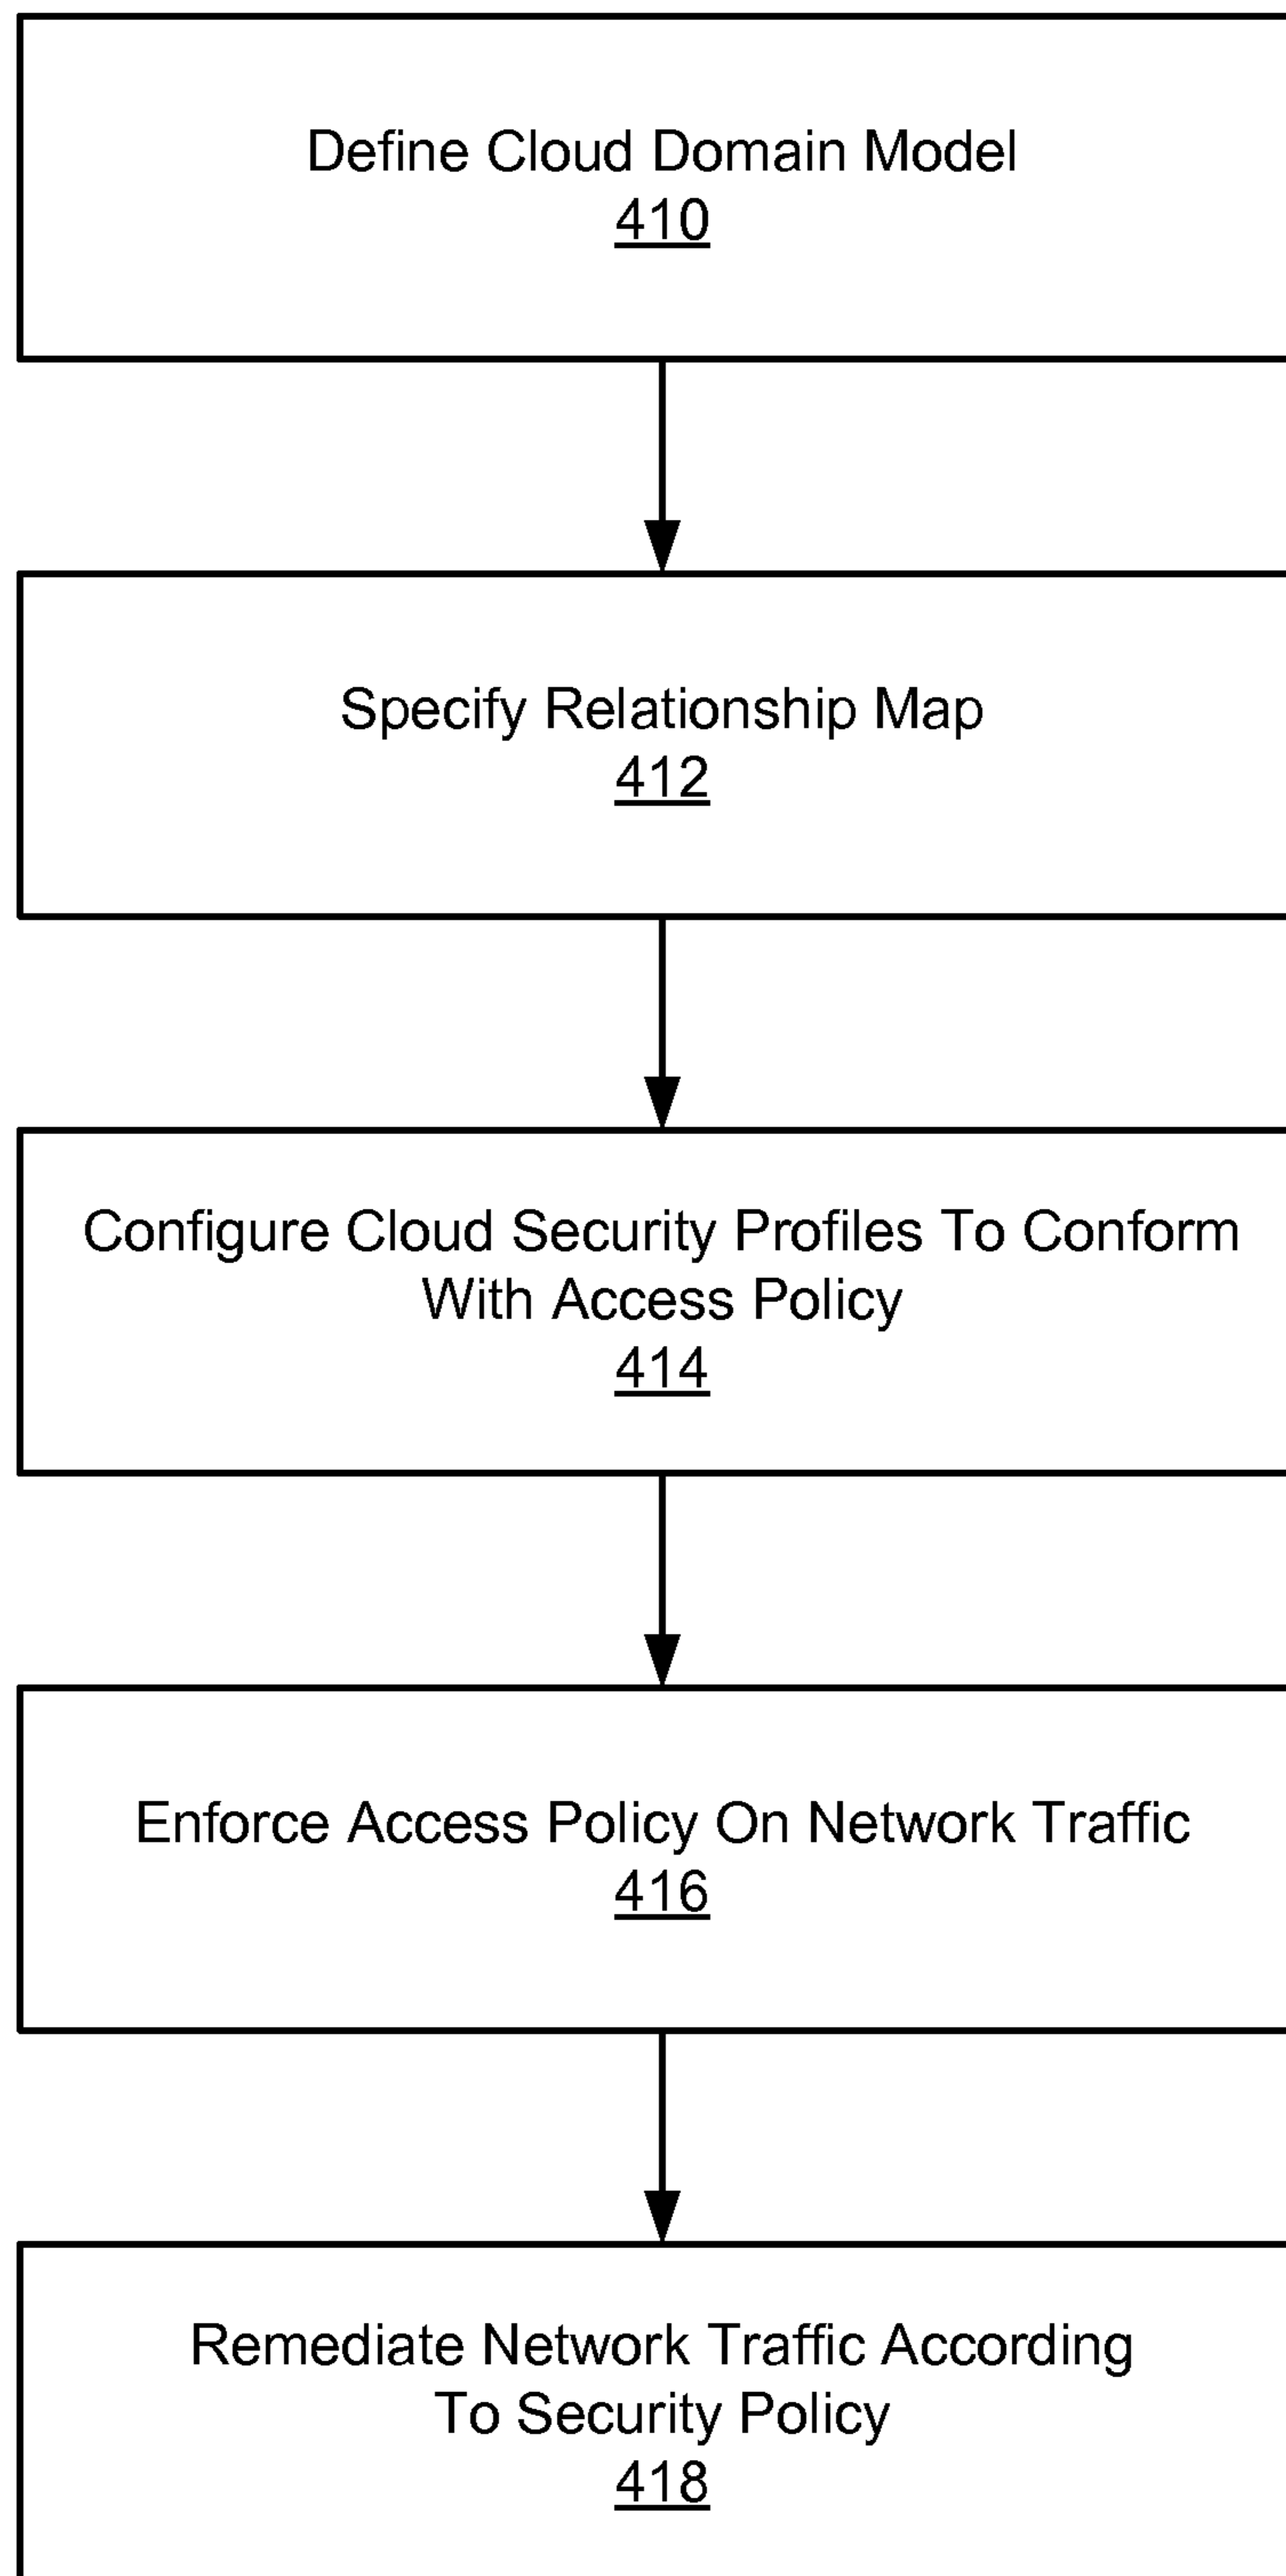 Define Cloud Domain Model
410
Specify Relationship Map
412
Configure Cloud Security Profiles To Conform
With Access Policy
414
Enforce Access Policy On Network Traffic
416
Remediate Network Traffic According
To Security Policy
418